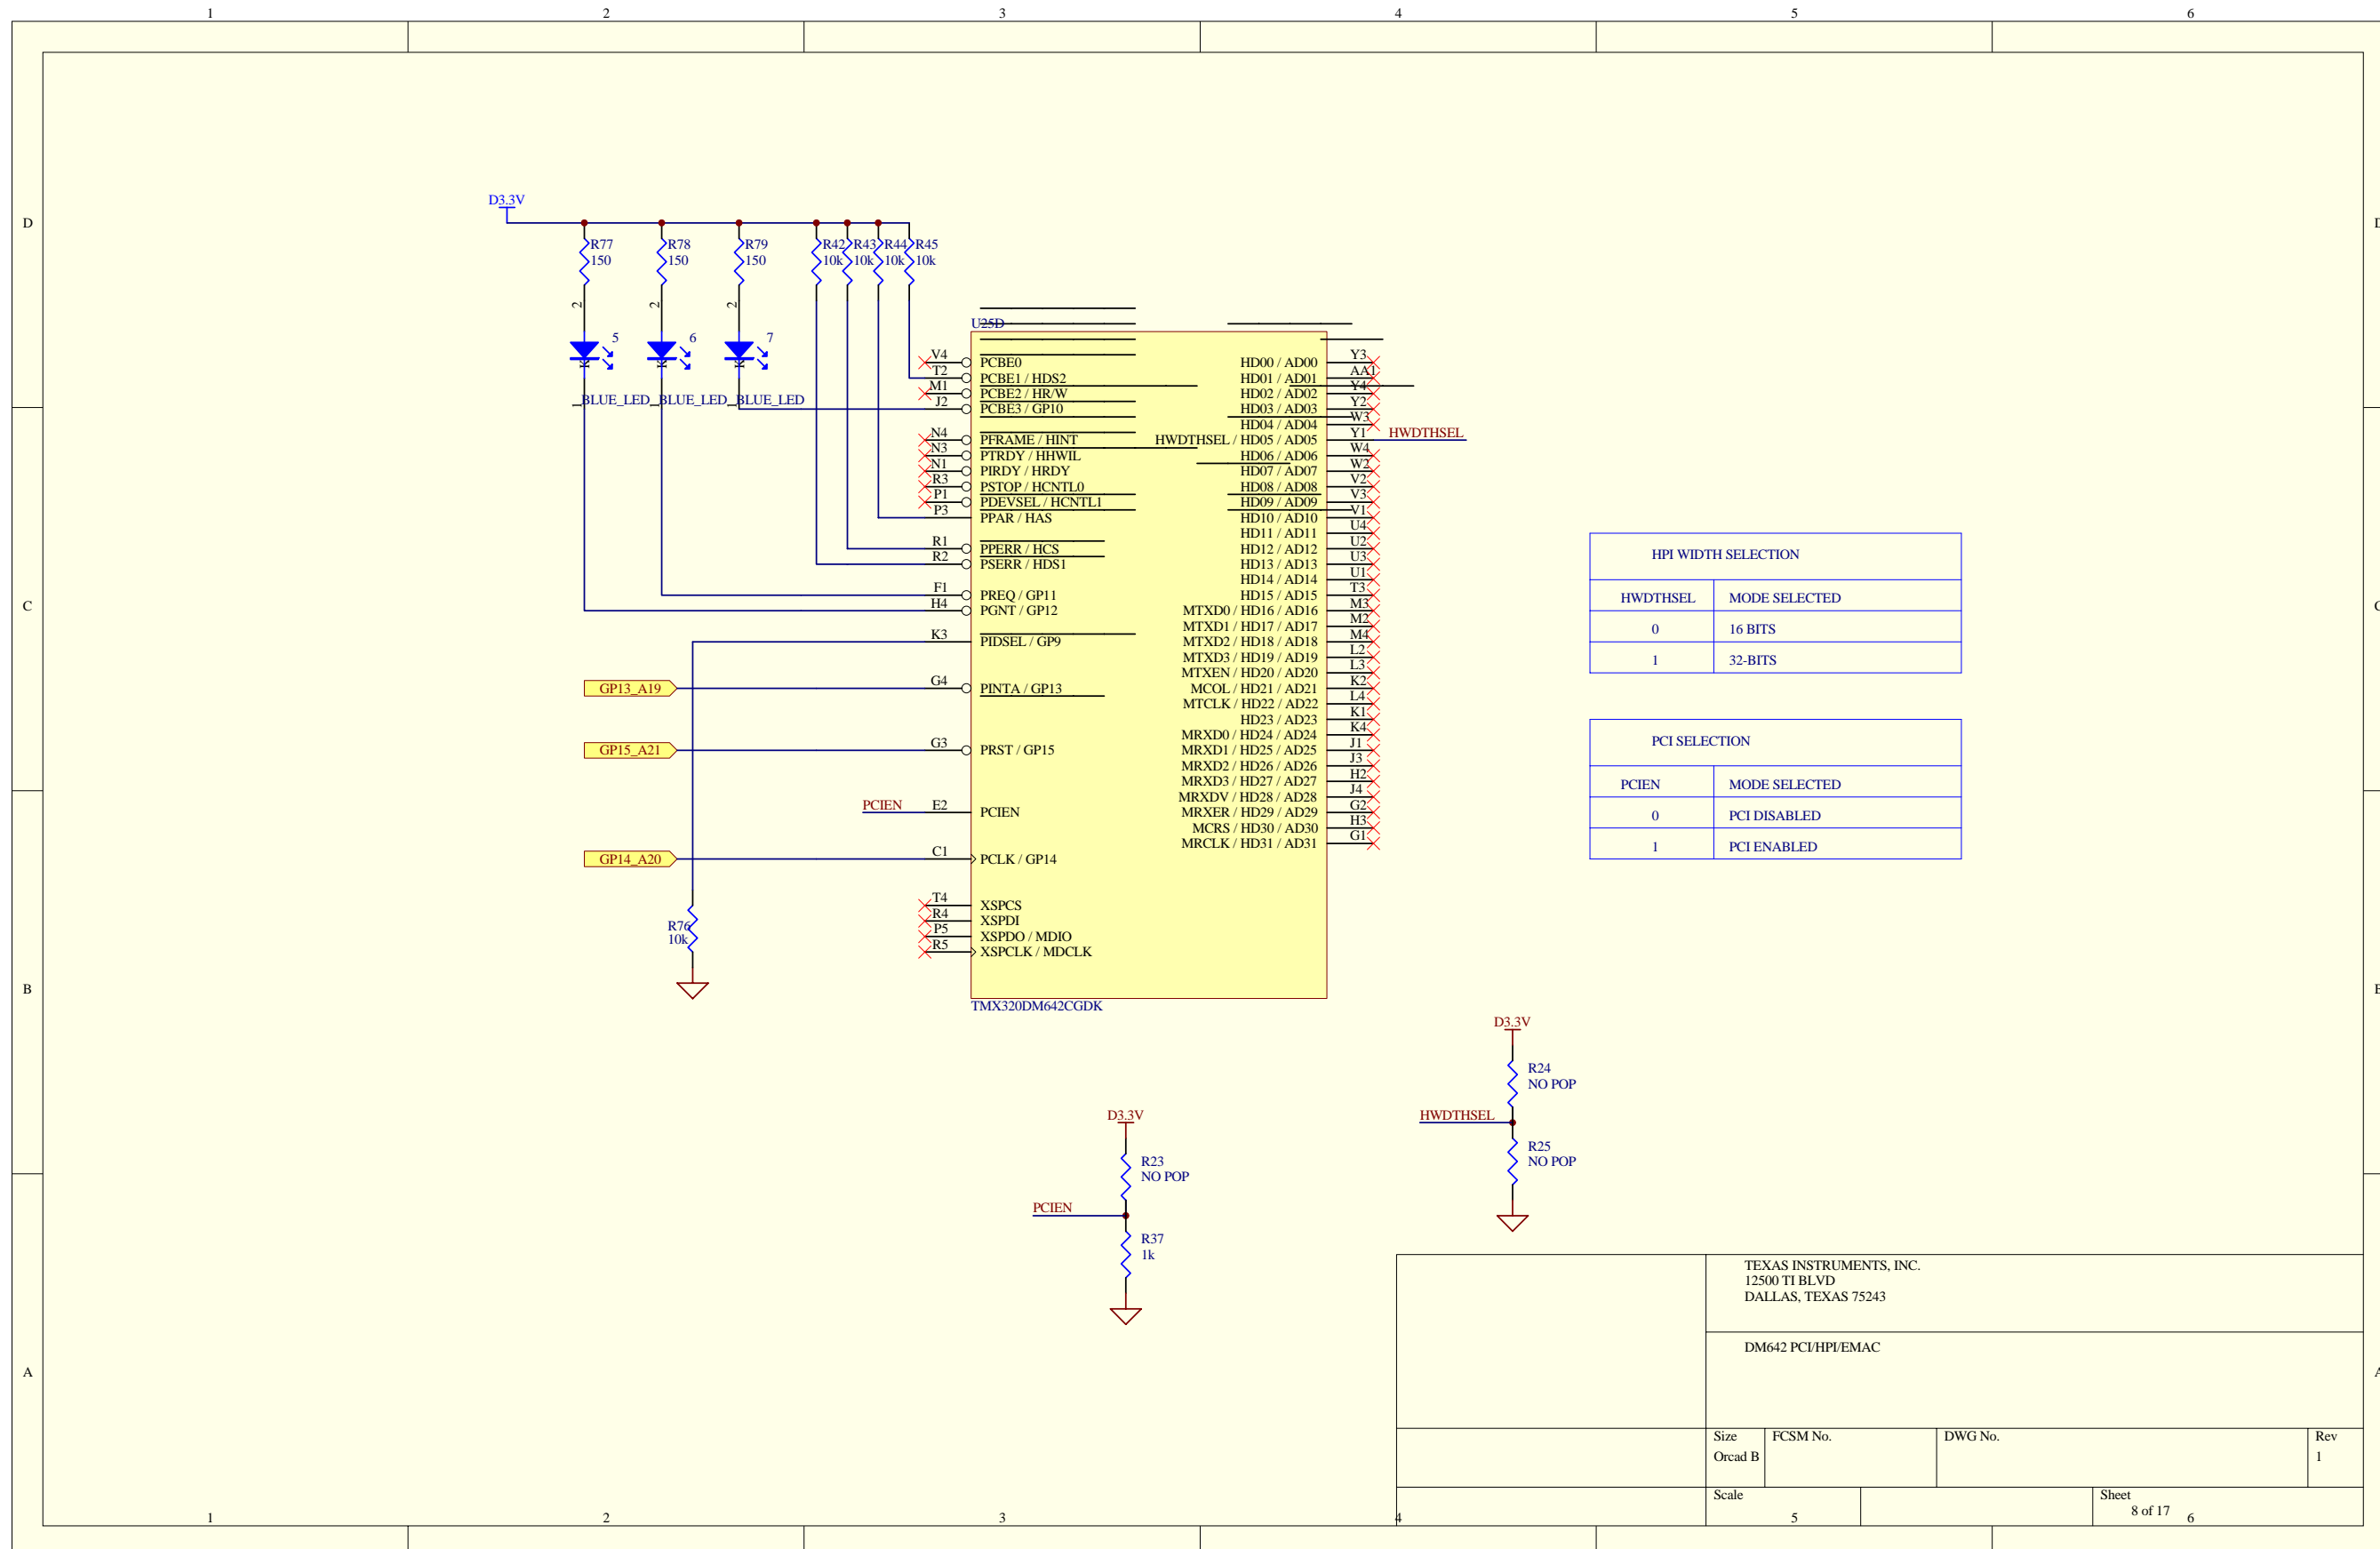 1 2 3 4 5 6
D
D3.3V
R77 R78 R79 R42 R43 R44 R45
150 150 150 10k 10k 10k 10k
2 2 2
U25D
5 6 7
K K K
1 1 1
BLUE_LED BLUE_LED BLUE_LED
V4 PCBE0 HD00 / AD00 Y3
T2 PCBE1 / HDS2 HD01 / AD01 AA1
M1 PCBE2 / HR/W HD02 / AD02 Y4
J2 PCBE3 / GP10 HD03 / AD03 Y2
HD04 / AD04 W3
N4 PFRAME / HINT HWDTHSEL / HD05 / AD05 Y1 HWDTHSEL
N3 PTRDY / HHWIL HD06 / AD06 W4
N1 PIRDY / HRDY HD07 / AD07 W2
R3 PSTOP / HCNTL0 HD08 / AD08 V2
P1 PDEVSEL / HCNTL1 HD09 / AD09 V3
P3 PPAR / HAS HD10 / AD10 V1
HD11 / AD11 U4
R1 PPERR / HCS HD12 / AD12 U2
R2 PSERR / HDS1 HD13 / AD13 U3
HD14 / AD14 U1
F1 PREQ / GP11 HD15 / AD15 T3
H4 PGNT / GP12 MTXD0 / HD16 / AD16 M3
MTXD1 / HD17 / AD17 M2
K3 PIDSEL / GP9 MTXD2 / HD18 / AD18 M4
MTXD3 / HD19 / AD19 L2
MTXEN / HD20 / AD20 L3
GP13_A19 G4 PINTA / GP13 MCOL / HD21 / AD21 K2
MTCLK / HD22 / AD22 L4
HD23 / AD23 K1
MRXD0 / HD24 / AD24 K4
GP15_A21 G3 PRST / GP15 MRXD1 / HD25 / AD25 J1
MRXD2 / HD26 / AD26 J3
MRXD3 / HD27 / AD27 H2
MRXDV / HD28 / AD28 J4
PCIEN E2 PCIEN MRXER / HD29 / AD29 G2
MCRS / HD30 / AD30 H3
MRCLK / HD31 / AD31 G1
GP14_A20 C1 PCLK / GP14
T4 XSPCS
R4 XSPDI
P5 XSPDO / MDIO
R5 XSPCLK / MDCLK
TMX320DM642CGDK
R76
10k
C
HPI WIDTH SELECTION
HWDTHSEL MODE SELECTED
0 16 BITS
1 32-BITS
PCI SELECTION
PCIEN MODE SELECTED
0 PCI DISABLED
1 PCI ENABLED
B
D3.3V
R24
NO POP
HWDTHSEL
R25
NO POP
D3.3V
R23
NO POP
PCIEN
R37
1k
A A
TEXAS INSTRUMENTS, INC.
12500 TI BLVD
DALLAS, TEXAS 75243
DM642 PCI/HPI/EMAC
Size FCSM No. DWG No. Rev
Orcad B 1
Scale Sheet
8 of 17
1 2 3 4 5 6